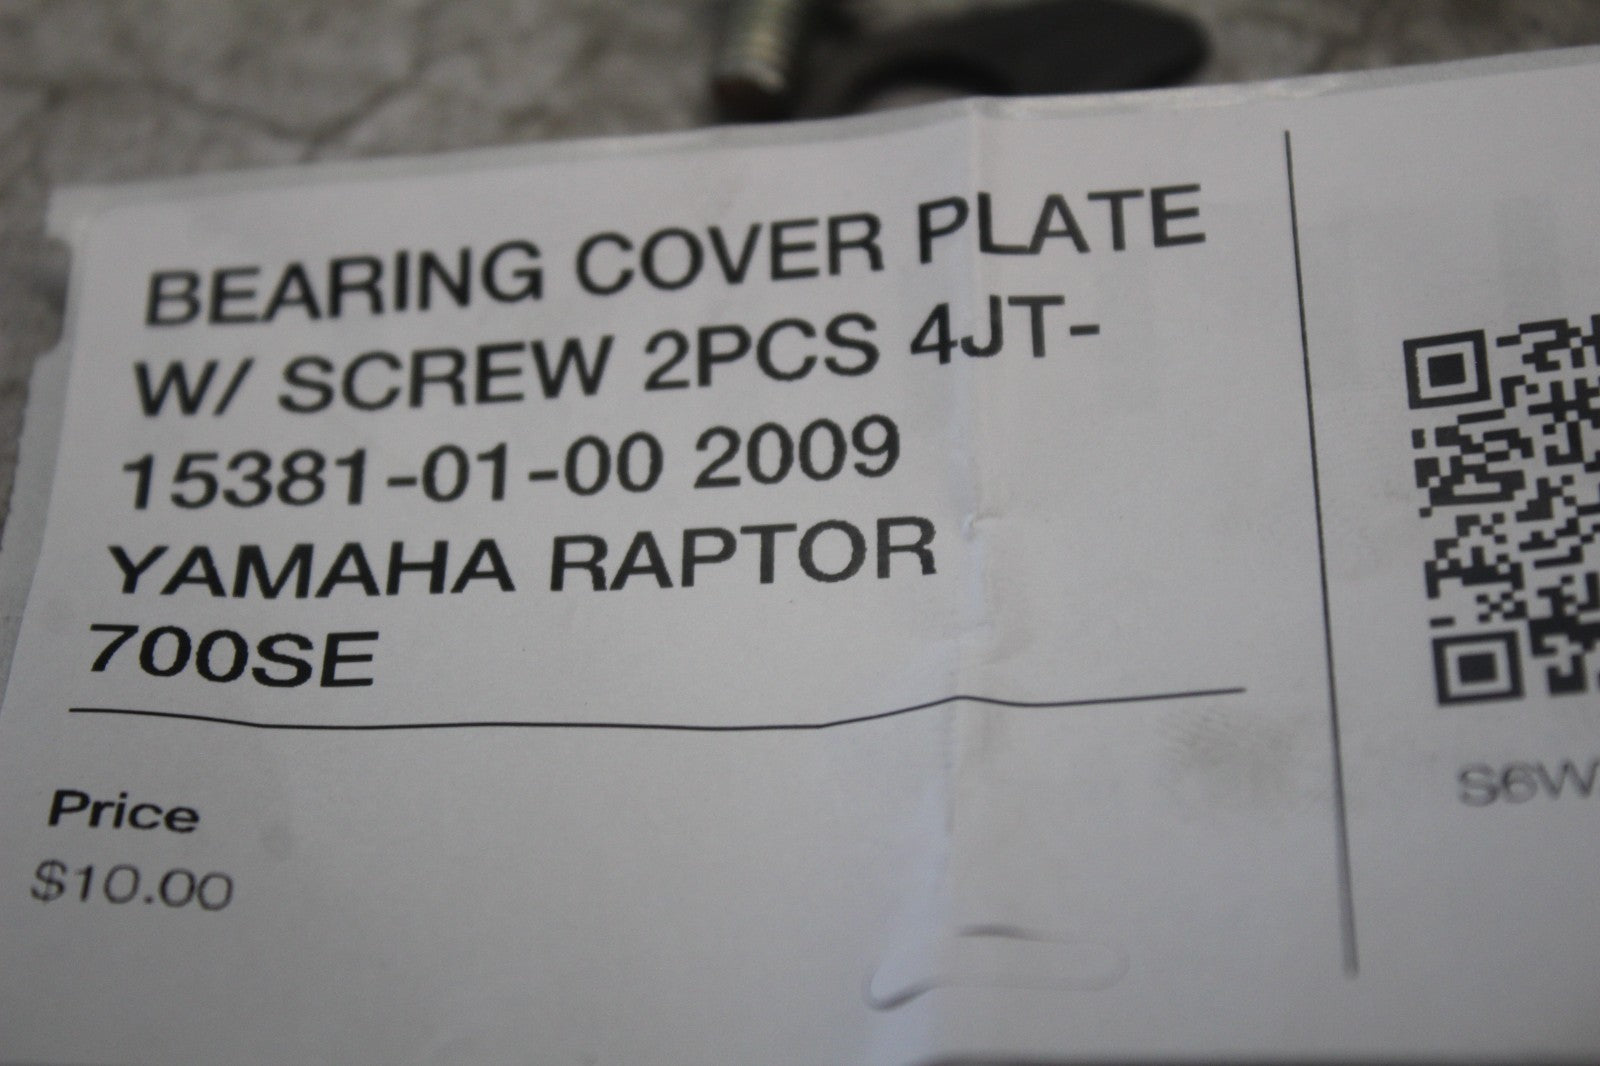 BEARING COVER PLATE
W/ SCREW 2PCS 4JT-
15381-01-00 2009
YAMAHA RAPTOR
700SE
Price
$10.00